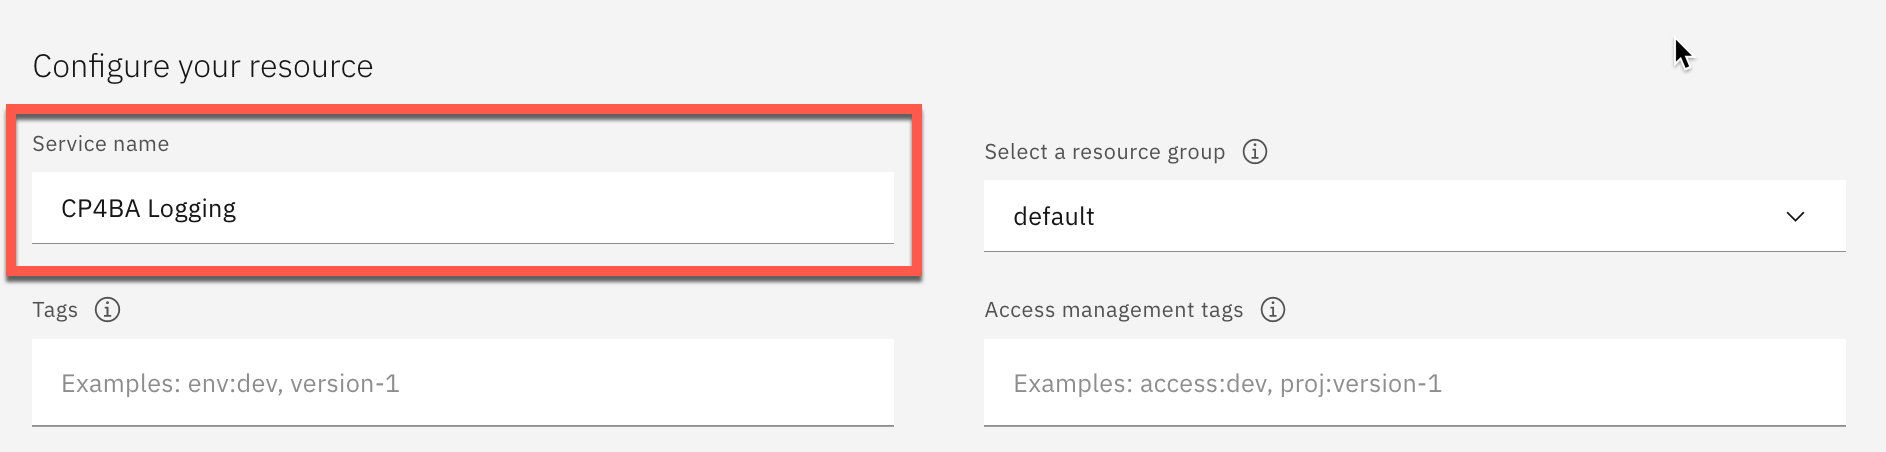 Configure your resource
Service name
CP4BA Logging
Select a resource group
default
Tags
Examples: env:dev, version-1
Access management tags
Examples: access:dev, proj:version-1